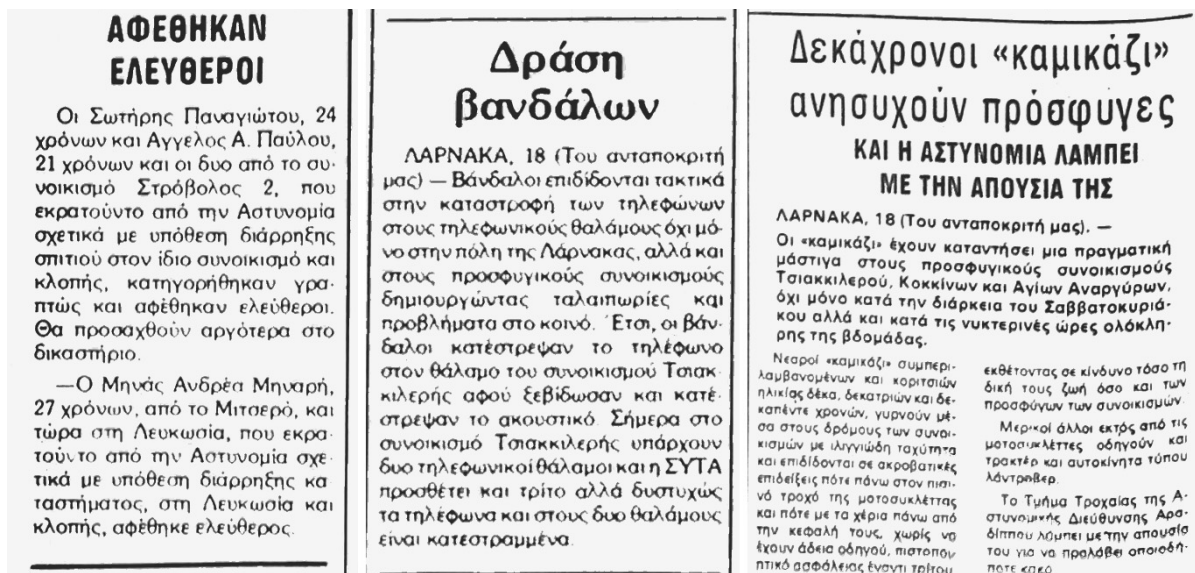 ΑΦΕΘΗΚΑΝ
ΕΛΕΥΘΕΡΟΙ
Οι Σωτήρης Παναγιώτου, 24
χρόνων και Αγγελος Α. Παύλου,
21 χρόνων και οι δυο από το συ-
νοικισμό Στρόβολος 2, που
εκρατούντο από την Αστυνομία
σχετικά με υπόθεση διάρρηξης
σπιτιού στον ίδιο συνοικισμό και
κλοπής, κατηγορήθηκαν γρα-
πτώς και αφέθηκαν ελεύθεροι.
Θα προσαχθούν αργότερα στο
δικαστήριο.
—Ο Μηνάς Ανδρέα Μηναρή,
27 χρόνων, από το Μιτσερό, και
τώρα στη Λευκωσία, που εκρα-
τούντο από την Αστυνομία σχε-
τικά με υπόθεση διάρρηξης κα-
ταστήματος, στη Λευκωσία και
κλοπής, αφέθηκε ελεύθερος.
Δράση
βανδάλων
ΛΑΡΝΑΚΑ, 18 (Του ανταποκριτή
μας) — Βάνδαλοι επιδίδονται τακτικά
στην καταστροφή των τηλεφώνων
στους τηλεφωνικούς θαλάμους όχι μό-
νο στην πόλη της Λάρνακας, αλλά και
στους προσφυγικούς συνοικισμούς
δημιουργώντας ταλαιπωρίες και
προβλήματα στο κοινό. Έτσι, οι βάν-
δαλοι κατέστρεψαν το τηλέφωνο
στον θάλαμο του συνοικισμού Τσιακ-
κιλερής αφού ξεβίδωσαν και κατέ-
στρεψαν το ακουστικό. Σήμερα στο
συνοικισμό Τσιακκιλερής υπάρχουν
δυο τηλεφωνικοί θάλαμοι και η ΣΥΤΑ
προσθέτει και τρίτο αλλά δυστυχώς
τα τηλέφωνα και στους δυο θαλάμους
είναι κατεστραμμένα.
Δεκάχρονοι «καμικάζι»
ανησυχούν πρόσφυγες
ΚΑΙ Η ΑΣΤΥΝΟΜΙΑ ΛΑΜΠΕΙ
ΜΕ ΤΗΝ ΑΠΟΥΣΙΑ ΤΗΣ
ΛΑΡΝΑΚΑ, 18 (Του ανταποκριτή μας). —
Οι «καμικάζι» έχουν καταντήσει μια πραγματική
μάστιγα στους προσφυγικούς συνοικισμούς
Τσιακκιλερού, Κοκκίνων και Αγίων Αναργύρων,
όχι μόνο κατά την διάρκεια του Σαββατοκυριά-
κου αλλά και κατά τις νυκτερινές ώρες ολόκλη-
ρης της βδομάδας.
Νεαροί «καμικάζι» συμπερι-
λαμβανομένων και κοριτσιών
ηλικίας δέκα, δεκατριών και δε-
καπέντε χρονών, γυρνούν μέ-
σα στους δρόμους των συνοι-
κισμών με ιλιγγιώδη ταχύτητα
και επιδίδονται σε ακροβατικές
επιδείξεις πότε πάνω στον πισι-
νό τροχό της μοτοσυκλέττας
και πότε με τα χέρια πάνω από
την κεφαλή τους, χωρίς να
έχουν άδεια οδηγού, πιστοποι
ητικό ασφάλειας έναντι τρίτου
εκθέτοντας σε κίνδυνο τόσο τη
δική τους ζωή όσο και των
προσφύγων των συνοικισμών.
Μερικοί άλλοι εκτός από τις
μοτοσυκλέττες οδηγούν και
τρακτέρ και αυτοκίνητα τύπου
λάντροβερ.
Το Τμήμα Τροχαίας της Α-
στυνομικής Διεύθυνσης Αρα-
δίππου λάμπει με την απουσία
του για να προλάβει οποιοδή-
ποτε κακό